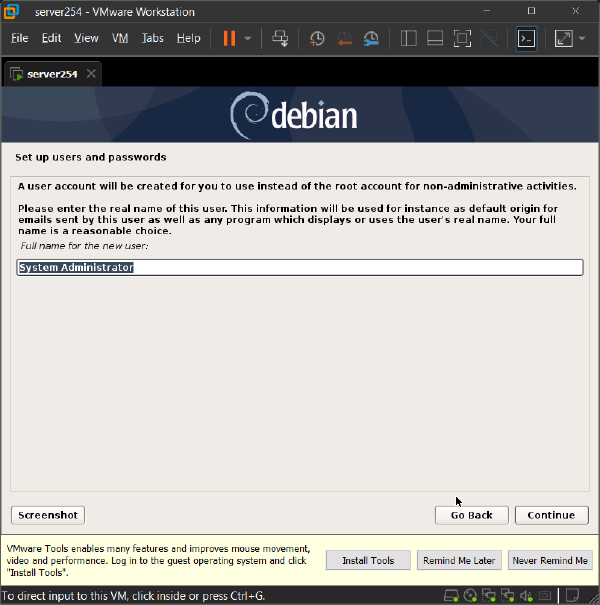 server254 - VMware Workstation
File Edit View VM Tabs Help
server254
debian
Set up users and passwords
A user account will be created for you to use instead of the root account for non-administrative activities.
Please enter the real name of this user. This information will be used for instance as default origin for
emails sent by this user as well as any program which displays or uses the user's real name. Your full
name is a reasonable choice.
Full name for the new user:
System Administrator
Screenshot Go Back Continue
VMware Tools enables many features and improves mouse movement,
video and performance. Log in to the guest operating system and click
"Install Tools".
Install Tools Remind Me Later Never Remind Me
To direct input to this VM, click inside or press Ctrl+G.